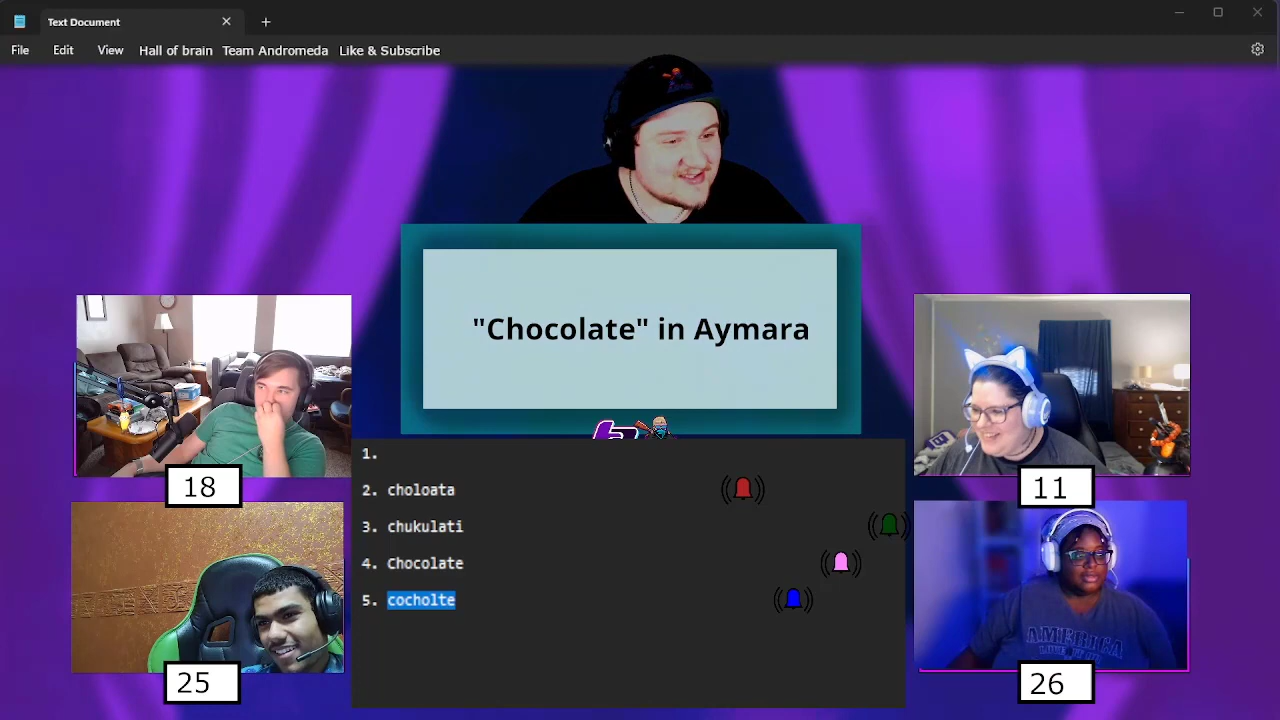 Text Document
File Edit View Hall of brain Team Andromeda Like & Subscribe
"Chocolate" in Aymara
1.
2. choloata
3. chukulati
4. Chocolate
5. cocholte
18
11
AMERICA
25
26